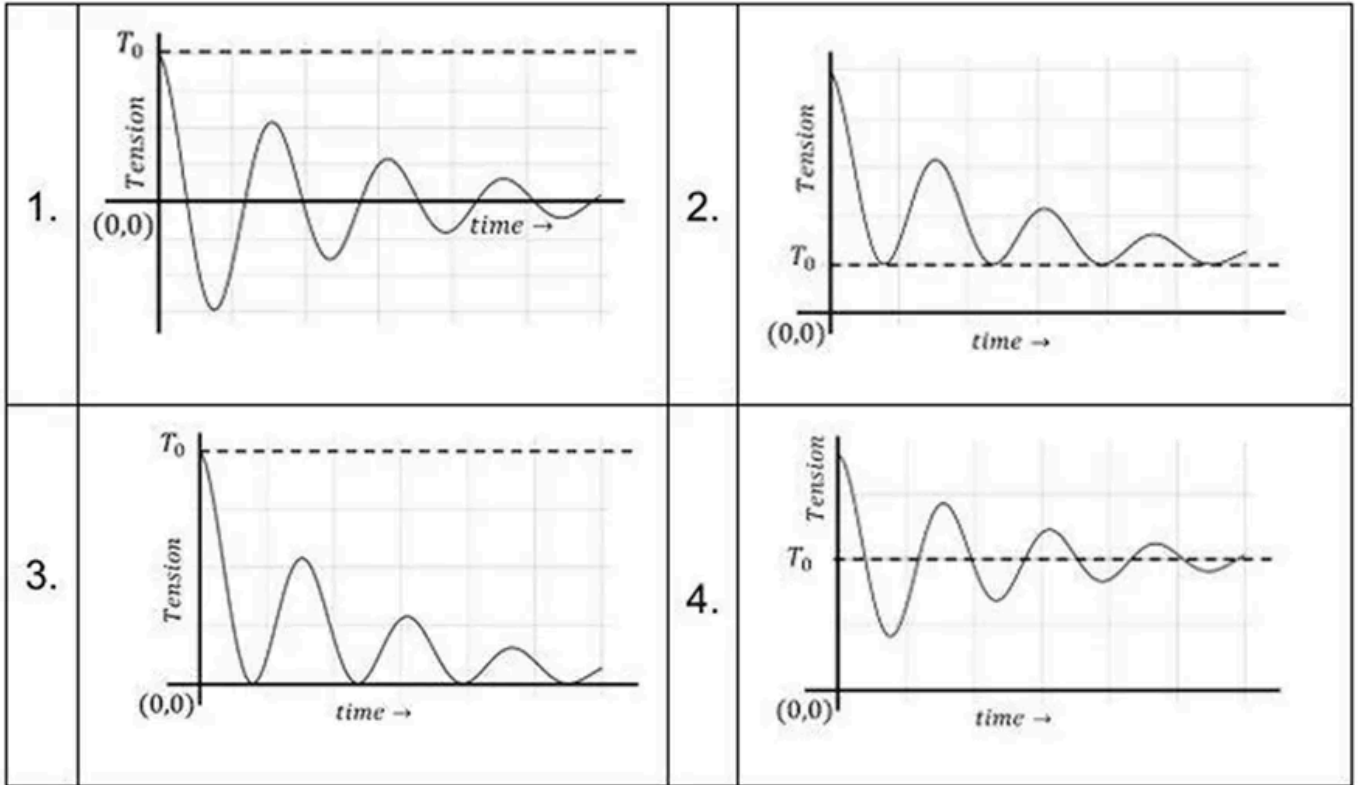 1.
T₀
Tension
(0,0)
time →
2.
Tension
T₀
(0,0)
time →
3.
T₀
Tension
(0,0)
time →
4.
Tension
T₀
(0,0)
time →